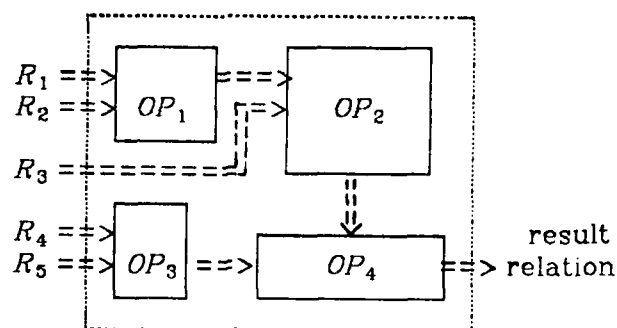 R₁
R₂
OP₁
OP₂
R₃
R₄
R₅
OP₃
OP₄
result
relation